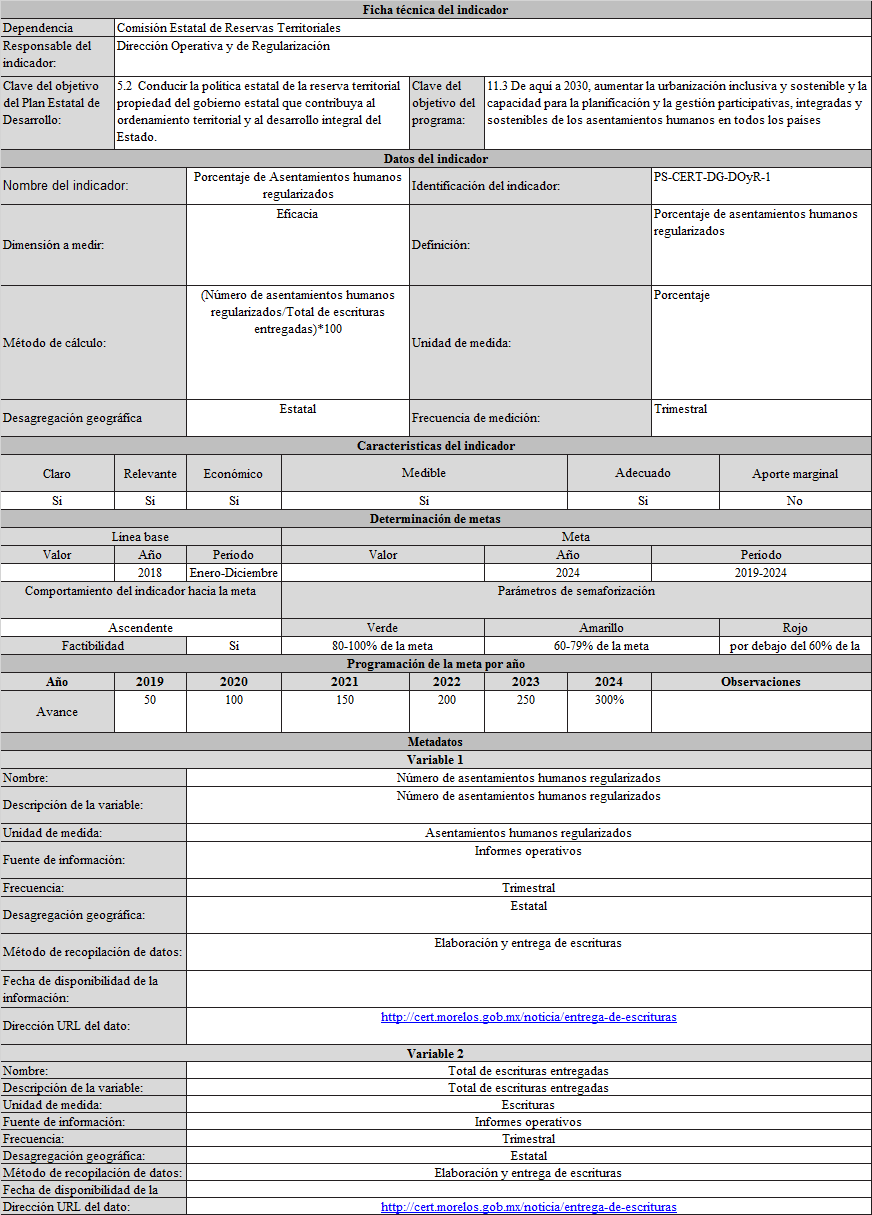 Ficha técnica del indicador
Dependencia
Comisión Estatal de Reservas Territoriales
Responsable del
indicador:
Dirección Operativa y de Regularización
Clave del objetivo
del Plan Estatal de
Desarrollo:
5.2 Conducir la política estatal de la reserva territorial
propiedad del gobierno estatal que contribuya al
ordenamiento territorial y al desarrollo integral del
Estado.
Clave del
objetivo del
programa:
11.3 De aquí a 2030, aumentar la urbanización inclusiva y sostenible y la
capacidad para la planificación y la gestión participativas, integradas y
sostenibles de los asentamientos humanos en todos los países
Datos del indicador
Nombre del indicador:
Porcentaje de Asentamientos humanos
regularizados
Identificación del indicador:
PS-CERT-DG-DOyR-1
Dimensión a medir:
Eficacia
Definición:
Porcentaje de asentamientos humanos
regularizados
Método de cálculo:
(Número de asentamientos humanos
regularizados/Total de escrituras
entregadas)*100
Unidad de medida:
Porcentaje
Desagregación geográfica
Estatal
Frecuencia de medición:
Trimestral
Caracteristicas del indicador
Claro Relevante Económico Medible Adecuado Aporte marginal
Si Si Si Si Si No
Determinación de metas
Línea base Meta
Valor Año Periodo Valor Año Periodo
2018 Enero-Diciembre 2024 2019-2024
Comportamiento del indicador hacia la meta Parámetros de semaforización
Ascendente Verde Amarillo Rojo
Factibilidad Si 80-100% de la meta 60-79% de la meta por debajo del 60% de la
Programación de la meta por año
Año 2019 2020 2021 2022 2023 2024 Observaciones
Avance 50 100 150 200 250 300%
Metadatos
Variable 1
Nombre: Número de asentamientos humanos regularizados
Descripción de la variable: Número de asentamientos humanos regularizados
Unidad de medida: Asentamientos humanos regularizados
Fuente de información: Informes operativos
Frecuencia: Trimestral
Desagregación geográfica: Estatal
Método de recopilación de datos: Elaboración y entrega de escrituras
Fecha de disponibilidad de la
información:
Dirección URL del dato: http://cert.morelos.gob.mx/noticia/entrega-de-escrituras
Variable 2
Nombre: Total de escrituras entregadas
Descripción de la variable: Total de escrituras entregadas
Unidad de medida: Escrituras
Fuente de información: Informes operativos
Frecuencia: Trimestral
Desagregación geográfica: Estatal
Método de recopilación de datos: Elaboración y entrega de escrituras
Fecha de disponibilidad de la
Dirección URL del dato: http://cert.morelos.gob.mx/noticia/entrega-de-escrituras